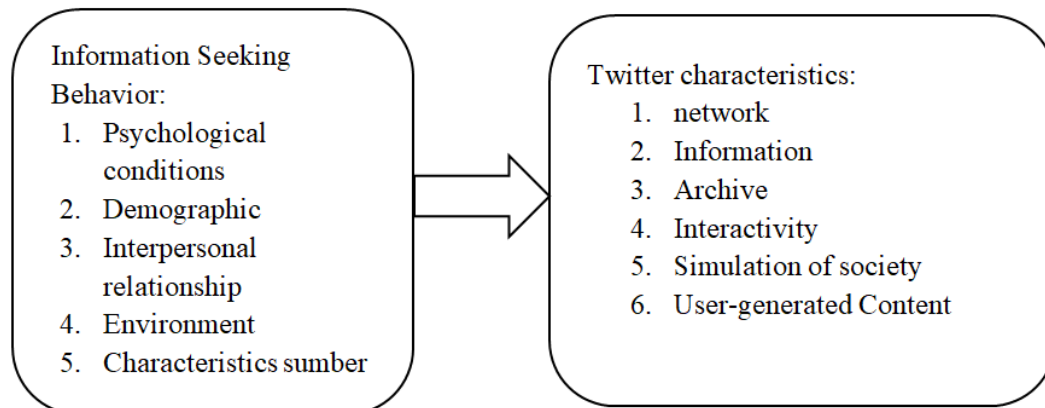 Information Seeking
Behavior:
1. Psychological
conditions
2. Demographic
3. Interpersonal
relationship
4. Environment
5. Characteristics sumber
Twitter characteristics:
1. network
2. Information
3. Archive
4. Interactivity
5. Simulation of society
6. User-generated Content